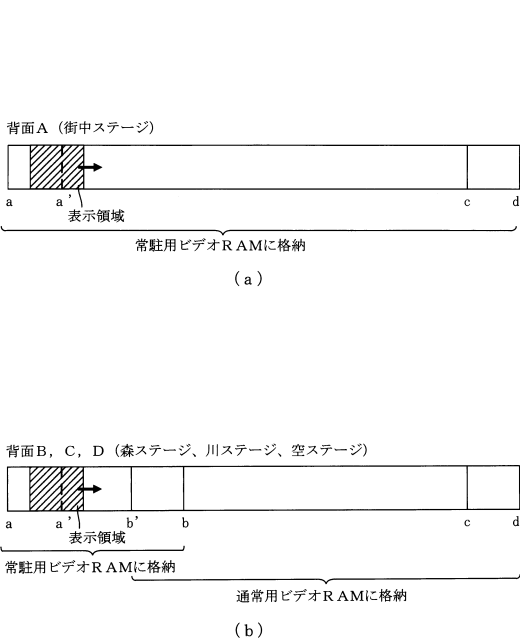 背面A（街中ステージ）
a a' c d
表示領域
常駐用ビデオRAMに格納
(a)
背面B, C, D（森ステージ、川ステージ、空ステージ）
a a' b' b c d
表示領域
常駐用ビデオRAMに格納
通常用ビデオRAMに格納
(b)